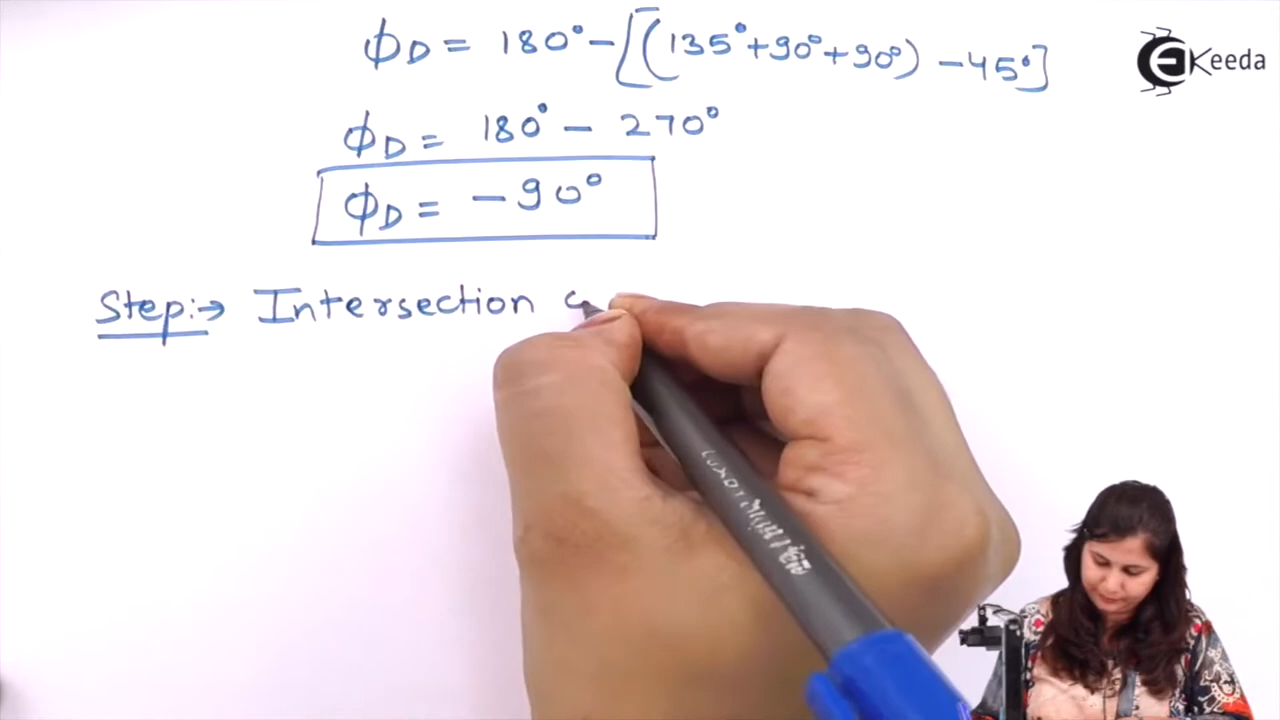 ϕD = 180° - [(135°+90°+90°) - 45°]
ϕD = 180° - 270°
ϕD = -90°
Step:→ Intersection
EKeeda